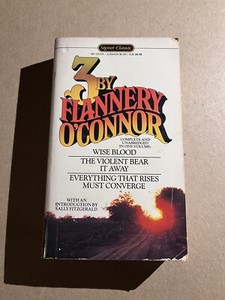 Signet Classic
3 BY
FLANNERY
O'CONNOR
COMPLETE AND
UNABRIDGED
IN ONE VOLUME:
WISE BLOOD
THE VIOLENT BEAR
IT AWAY
EVERYTHING THAT RISES
MUST CONVERGE
WITH AN
INTRODUCTION BY
SALLY FITZGERALD